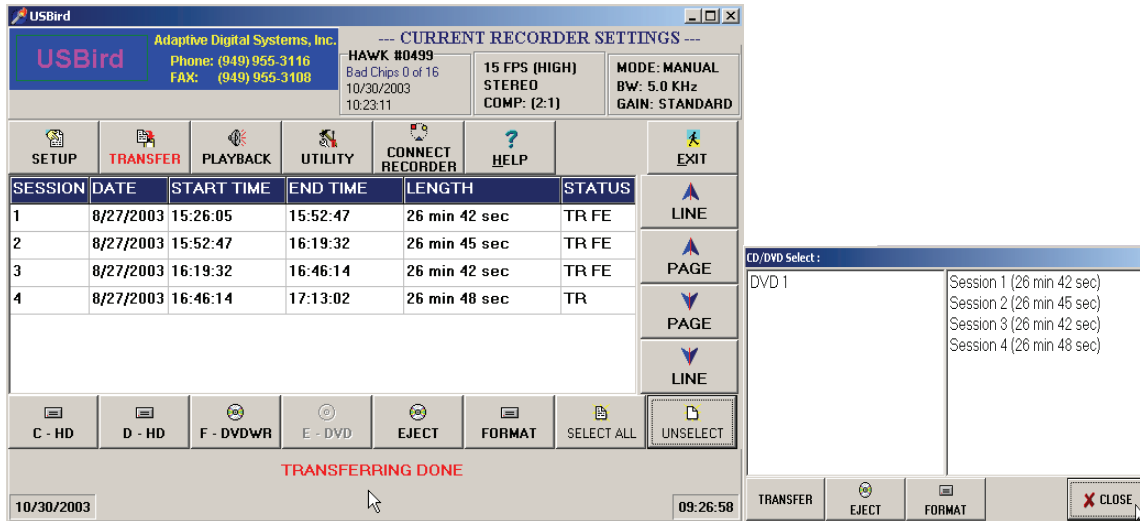 USBird
USBird
Adaptive Digital Systems, Inc.
Phone: (949) 955-3116
FAX: (949) 955-3108
--- CURRENT RECORDER SETTINGS ---
HAWK #0499
Bad Chips 0 of 16
10/30/2003
10:23:11
15 FPS (HIGH)
STEREO
COMP: (2:1)
MODE: MANUAL
BW: 5.0 KHz
GAIN: STANDARD
SETUP
TRANSFER
PLAYBACK
UTILITY
CONNECT
RECORDER
HELP
EXIT
SESSION DATE START TIME END TIME LENGTH STATUS
1 8/27/2003 15:26:05 15:52:47 26 min 42 sec TR FE
2 8/27/2003 15:52:47 16:19:32 26 min 45 sec TR FE
3 8/27/2003 16:19:32 16:46:14 26 min 42 sec TR FE
4 8/27/2003 16:46:14 17:13:02 26 min 48 sec TR
LINE
PAGE
PAGE
LINE
C - HD
D - HD
F - DVDWR
E - DVD
EJECT
FORMAT
SELECT ALL
UNSELECT
TRANSFERRING DONE
10/30/2003
09:26:58
CD/DVD Select :
DVD 1
Session 1 (26 min 42 sec)
Session 2 (26 min 45 sec)
Session 3 (26 min 42 sec)
Session 4 (26 min 48 sec)
TRANSFER
EJECT
FORMAT
CLOSE